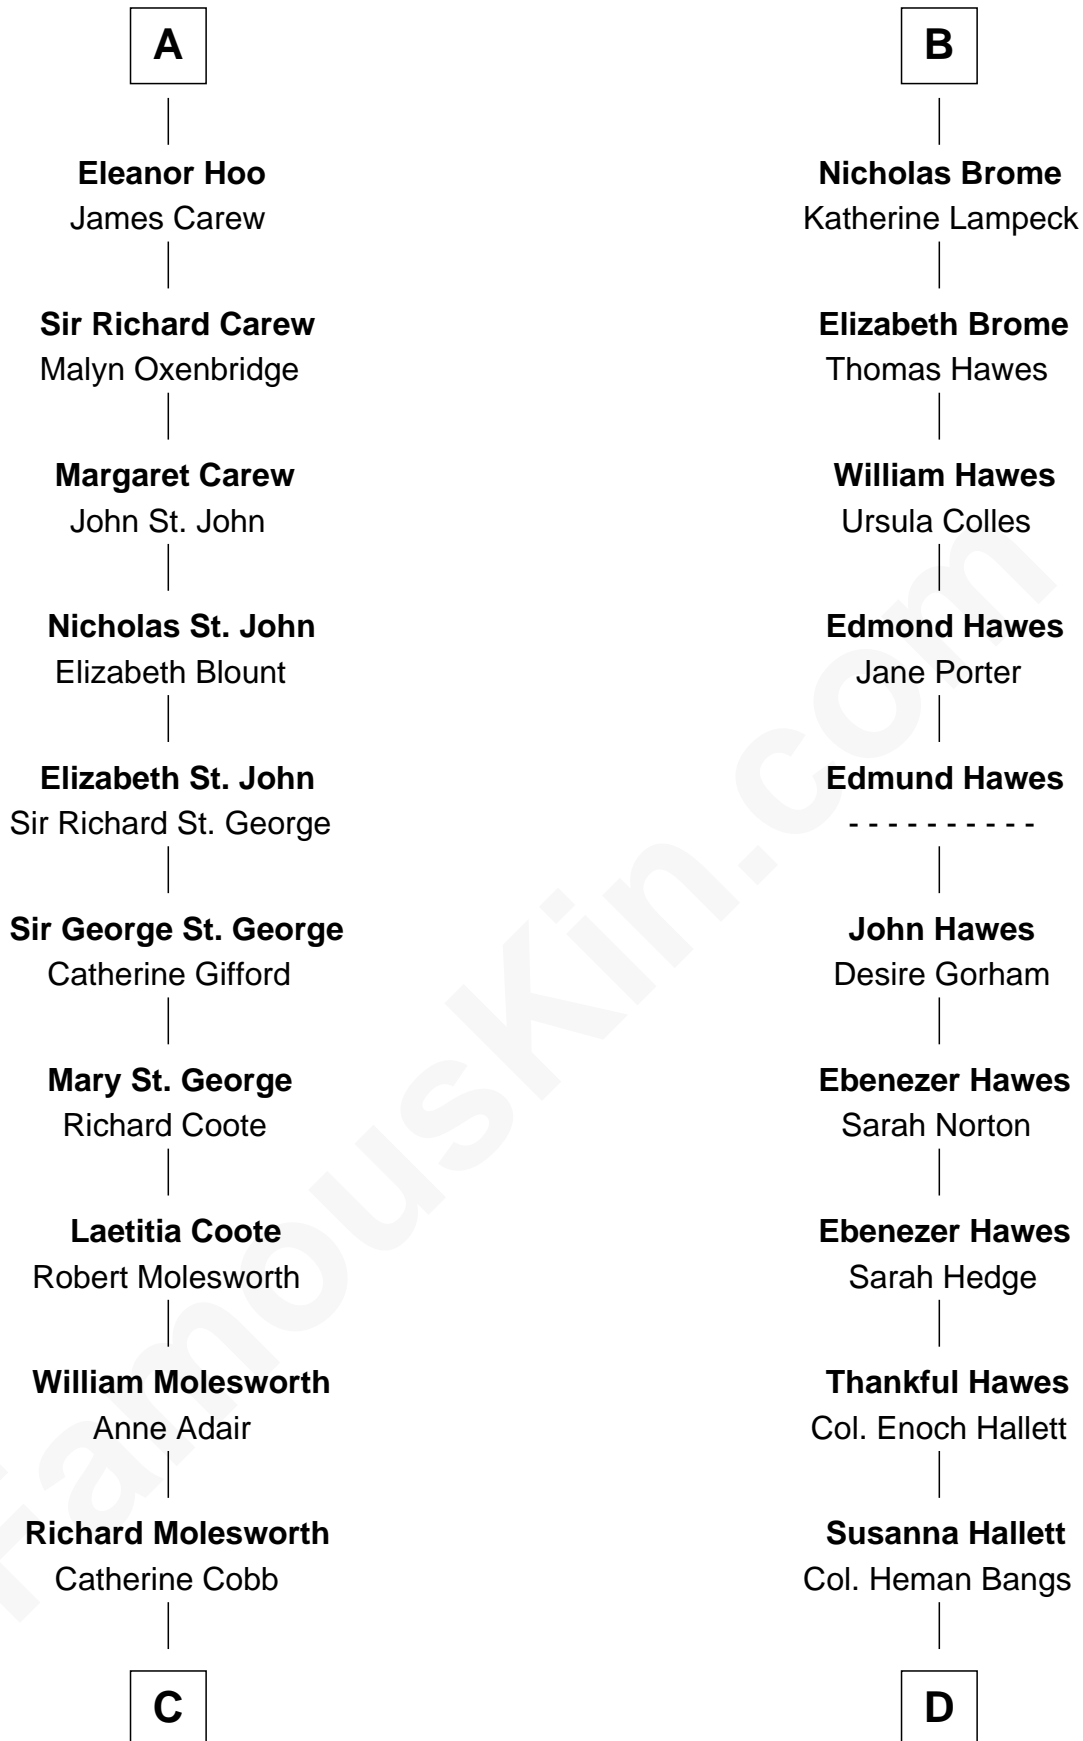 A
Eleanor Hoo
James Carew
Sir Richard Carew
Malyn Oxenbridge
Margaret Carew
John St. John
Nicholas St. John
Elizabeth Blount
Elizabeth St. John
Sir Richard St. George
Sir George St. George
Catherine Gifford
Mary St. George
Richard Coote
Laetitia Coote
Robert Molesworth
William Molesworth
Anne Adair
Richard Molesworth
Catherine Cobb
C
B
Nicholas Brome
Katherine Lampeck
Elizabeth Brome
Thomas Hawes
William Hawes
Ursula Colles
Edmond Hawes
Jane Porter
Edmund Hawes
- - - - - - - - - -
John Hawes
Desire Gorham
Ebenezer Hawes
Sarah Norton
Ebenezer Hawes
Sarah Hedge
Thankful Hawes
Col. Enoch Hallett
Susanna Hallett
Col. Heman Bangs
D
FamousKin.com